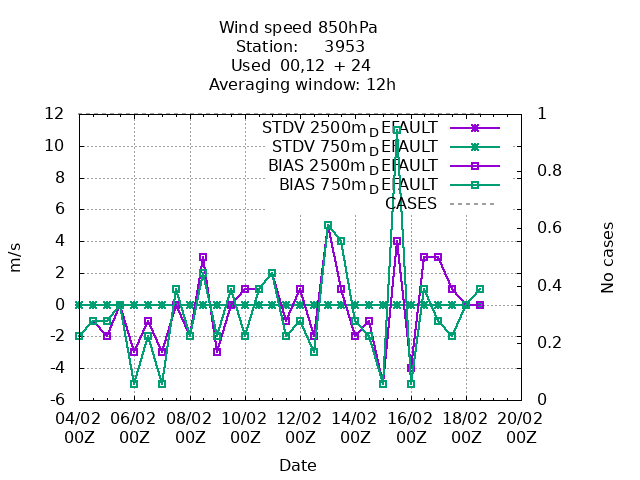 Wind speed 850hPa
Station: 3953
Used 00,12 + 24
Averaging window: 12h
STDV 2500m_DEFAULT
STDV 750m_DEFAULT
BIAS 2500m_DEFAULT
BIAS 750m_DEFAULT
CASES
12
10
8
6
4
2
0
-2
-4
-6
m/s
1
0.8
0.6
0.4
0.2
0
No cases
04/02 06/02 08/02 10/02 12/02 14/02 16/02 18/02 20/02
00Z 00Z 00Z 00Z 00Z 00Z 00Z 00Z 00Z
Date